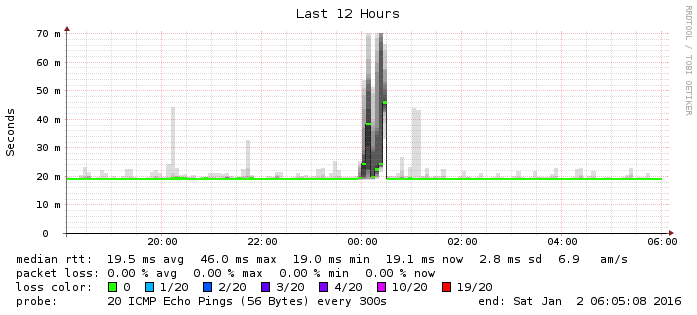 Last 12 Hours
RRDTOOL / TOBI OETIKER
Seconds
70 m
60 m
50 m
40 m
30 m
20 m
10 m
0
20:00 22:00 00:00 02:00 04:00 06:00
median rtt: 19.5 ms avg 46.0 ms max 19.0 ms min 19.1 ms now 2.8 ms sd 6.9 am/s
packet loss: 0.00 % avg 0.00 % max 0.00 % min 0.00 % now
loss color: 0 1/20 2/20 3/20 4/20 10/20 19/20
probe: 20 ICMP Echo Pings (56 Bytes) every 300s end: Sat Jan 2 06:05:08 2016